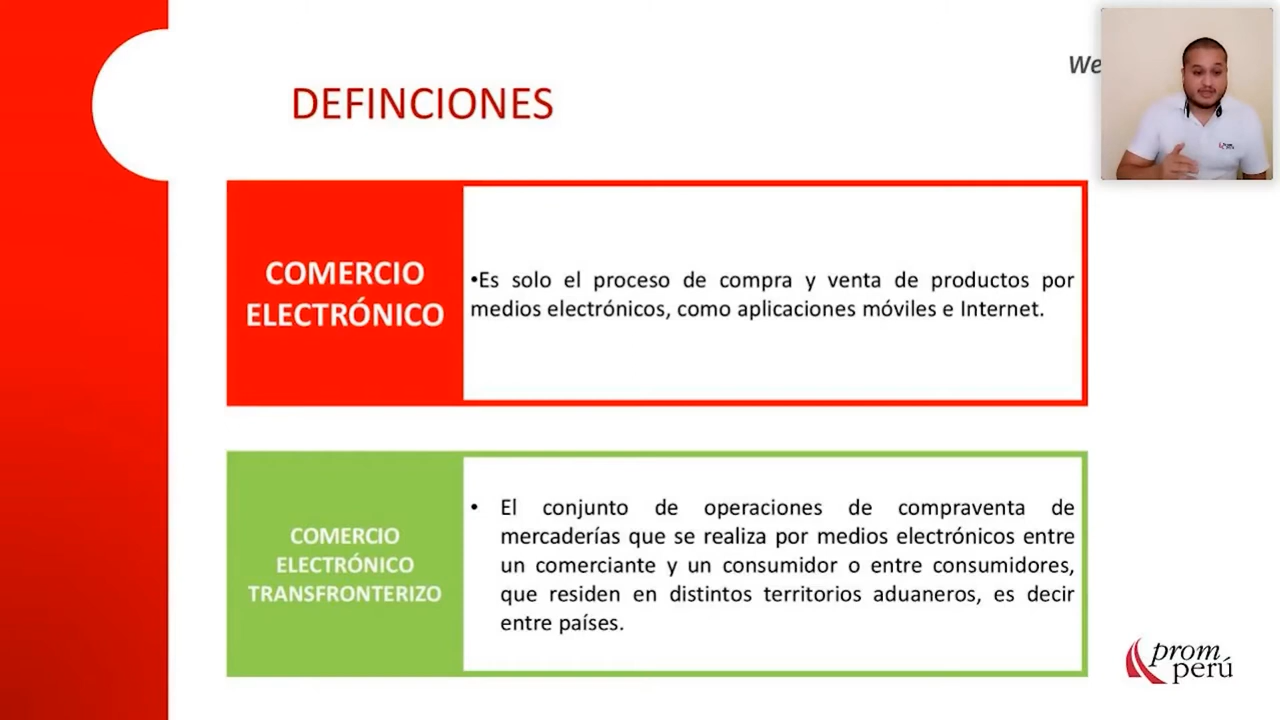 We
DEFINCIONES
COMERCIO
ELECTRÓNICO
•Es solo el proceso de compra y venta de productos por
medios electrónicos, como aplicaciones móviles e Internet.
COMERCIO
ELECTRÓNICO
TRANSFRONTERIZO
• El conjunto de operaciones de compraventa de
mercaderías que se realiza por medios electrónicos entre
un comerciante y un consumidor o entre consumidores,
que residen en distintos territorios aduaneros, es decir
entre países.
prom
perú